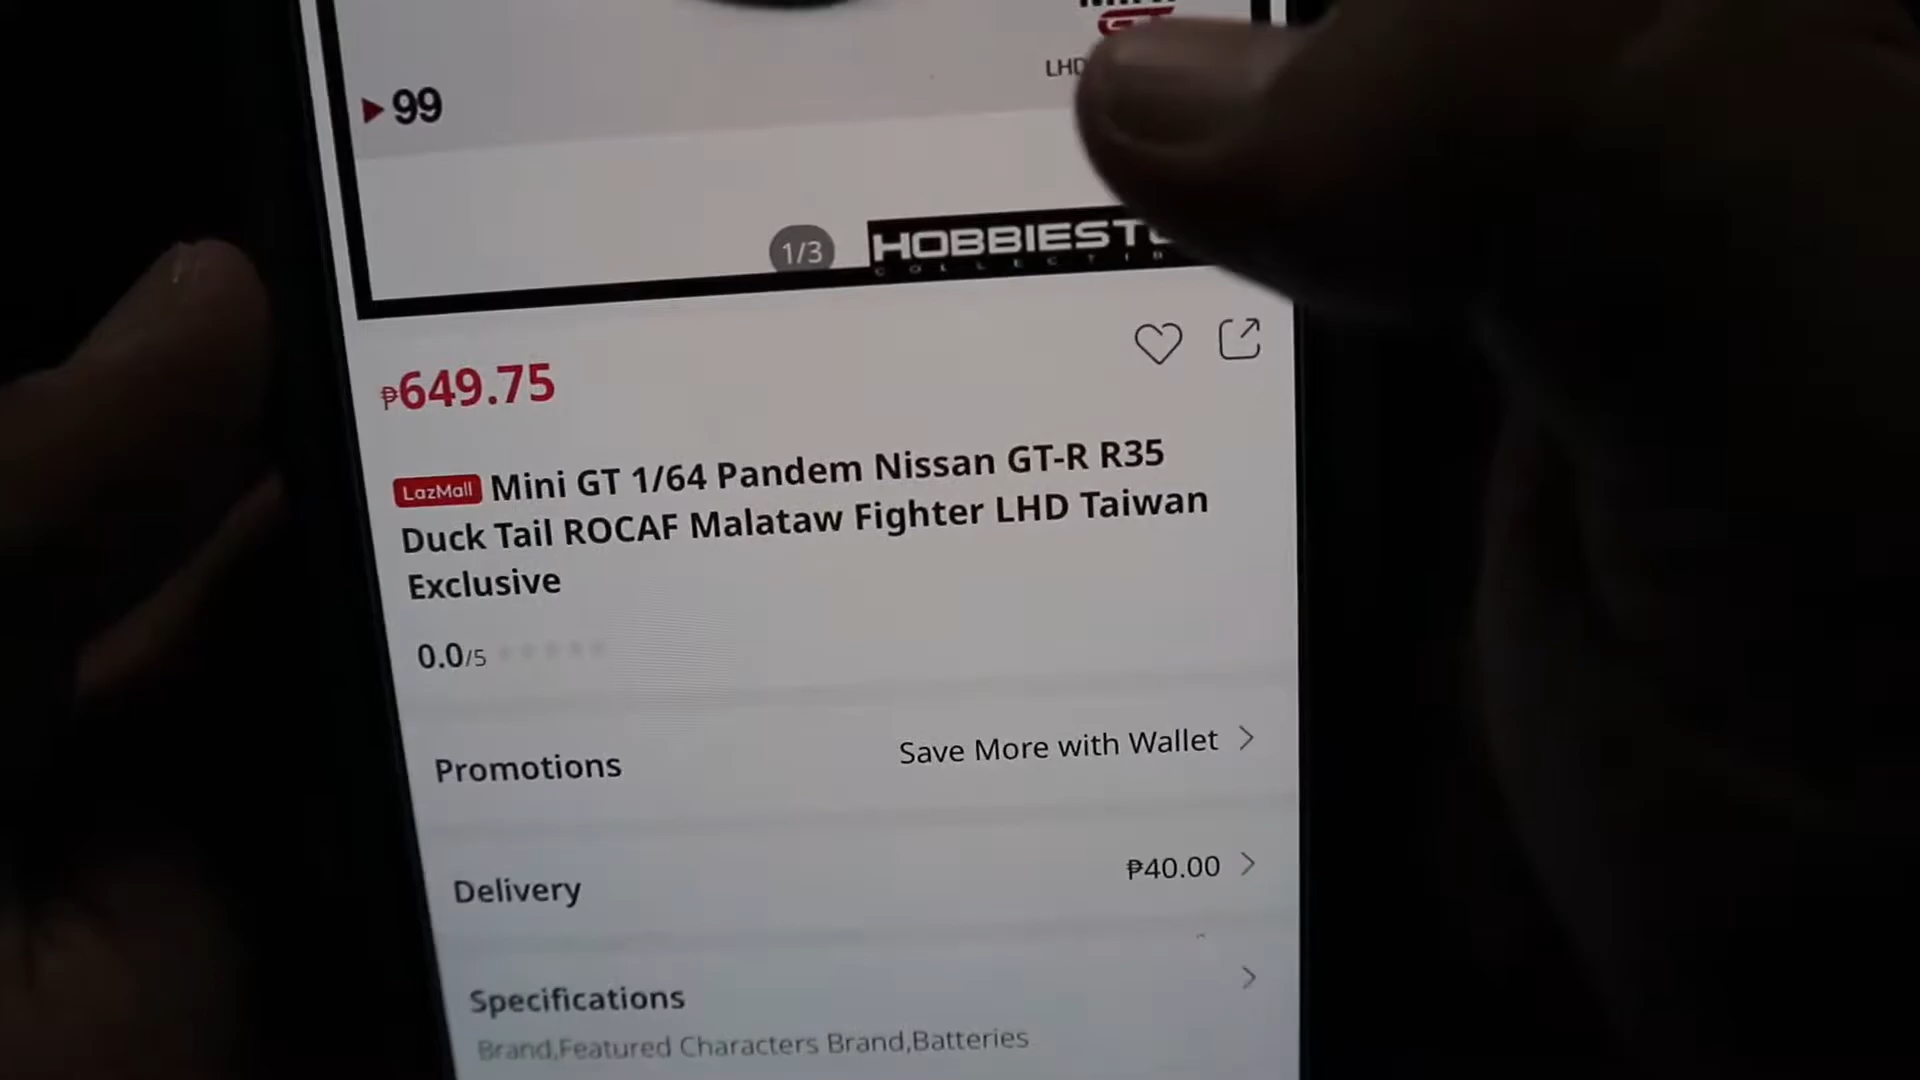 GT
LHD
99
1/3
₱649.75
LazMall Mini GT 1/64 Pandem Nissan GT-R R35
Duck Tail ROCAF Malataw Fighter LHD Taiwan
Exclusive
0.0/5
Promotions
Save More with Wallet
Delivery
₱40.00
Specifications
Brand,Featured Characters Brand,Batteries